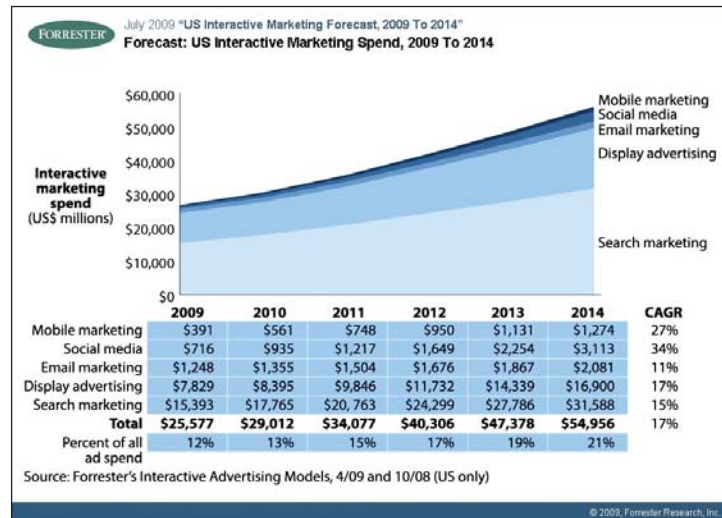 FORRESTER®
July 2009 "US Interactive Marketing Forecast, 2009 To 2014"
Forecast: US Interactive Marketing Spend, 2009 To 2014
Interactive
marketing
spend
(US$ millions)
$60,000
$50,000
$40,000
$30,000
$20,000
$10,000
$0
Mobile marketing
Social media
Email marketing
Display advertising
Search marketing
2009 2010 2011 2012 2013 2014 CAGR
Mobile marketing $391 $561 $748 $950 $1,131 $1,274 27%
Social media $716 $935 $1,217 $1,649 $2,254 $3,113 34%
Email marketing $1,248 $1,355 $1,504 $1,676 $1,867 $2,081 11%
Display advertising $7,829 $8,395 $9,846 $11,732 $14,339 $16,900 17%
Search marketing $15,393 $17,765 $20, 763 $24,299 $27,786 $31,588 15%
Total $25,577 $29,012 $34,077 $40,306 $47,378 $54,956 17%
Percent of all 12% 13% 15% 17% 19% 21%
ad spend
Source: Forrester's Interactive Advertising Models, 4/09 and 10/08 (US only)
© 2009, Forrester Research, Inc.